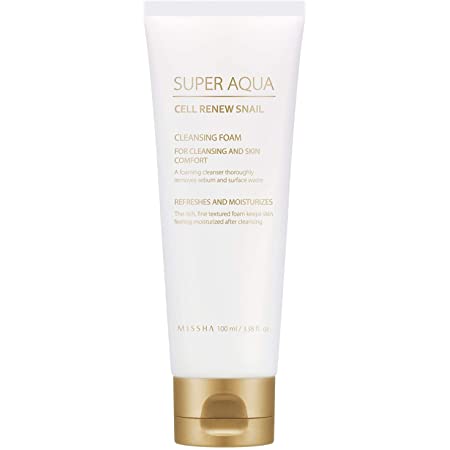 SUPER AQUA
CELL RENEW SNAIL
CLEANSING FOAM
FOR CLEANSING AND SKIN
COMFORT
A foaming cleanser thoroughly
removes sebum and surface waste
REFRESHES AND MOISTURIZES
The rich, fine textured foam keeps skin
feeling moisturized after cleansing
MISSHA 100 ml / 3.38 fl. oz